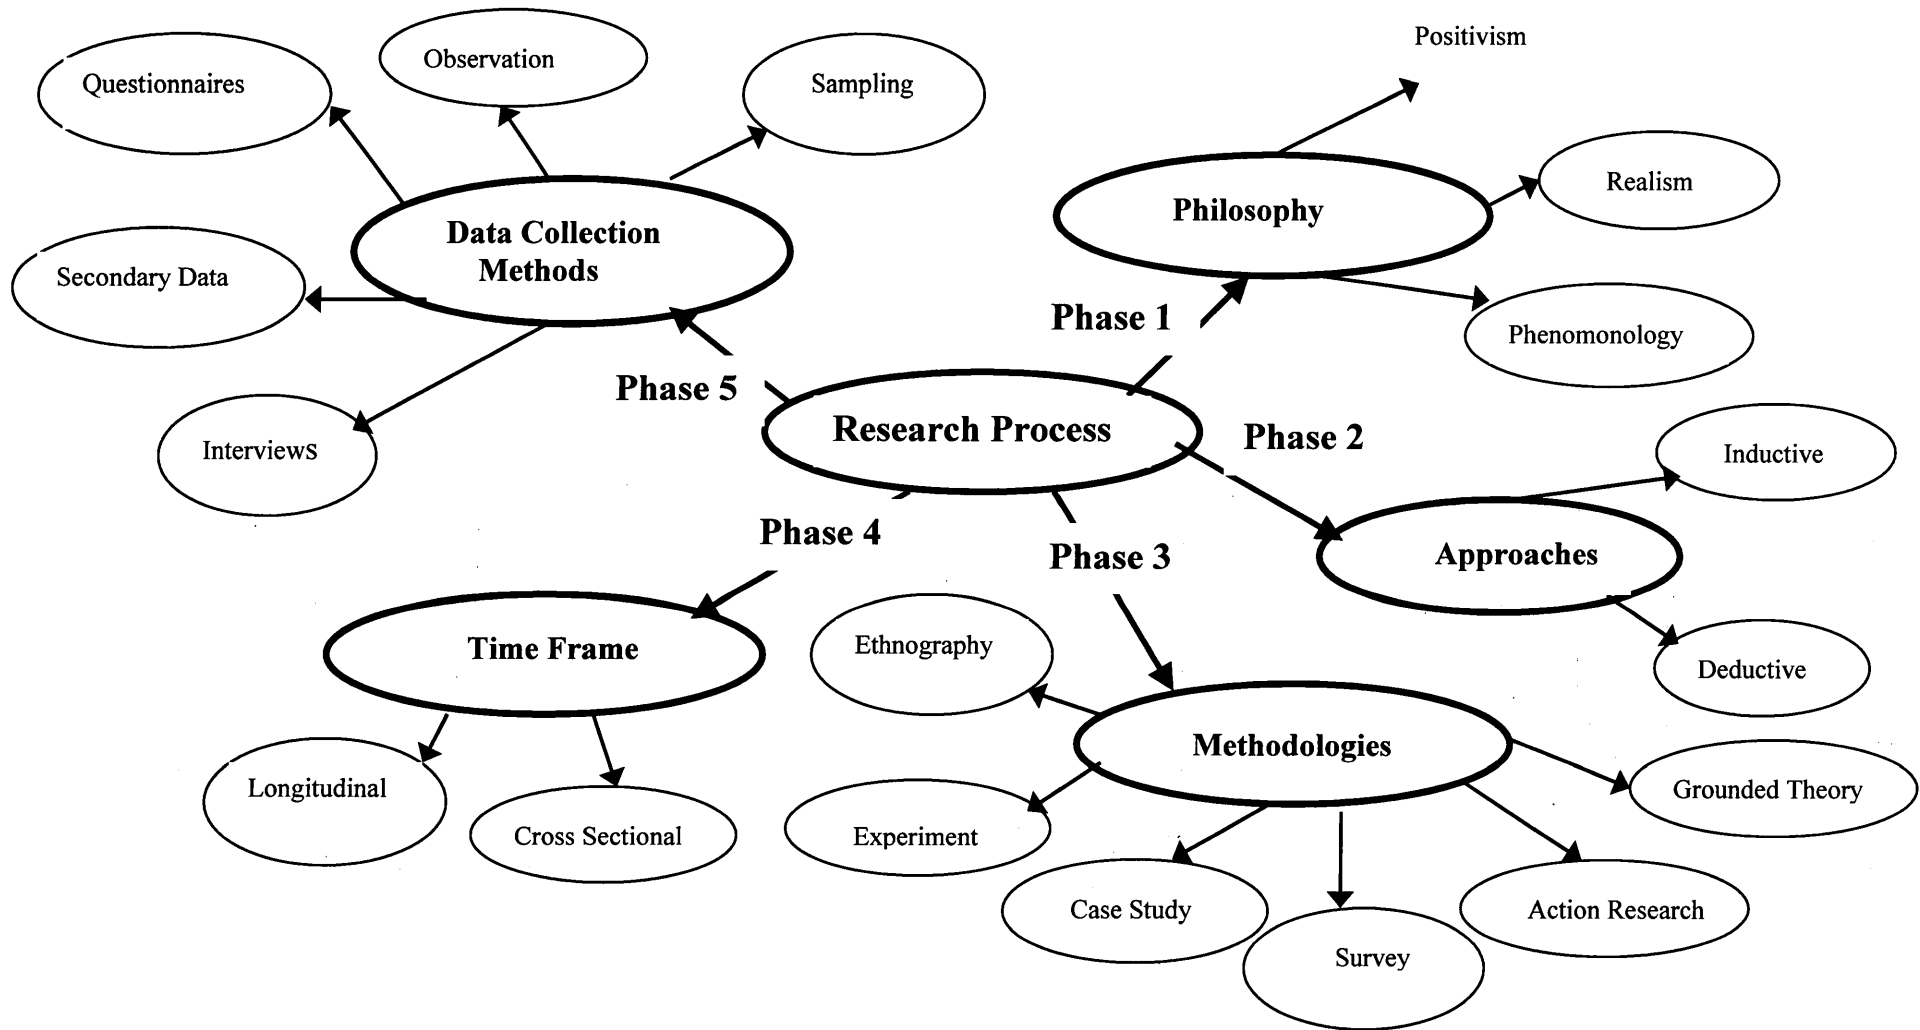 Positivism
Observation
Questionnaires
Sampling
Realism
Philosophy
Data Collection
Methods
Secondary Data
Phase 1
Phenomonology
Phase 5
Research Process
Phase 2
Interviews
Inductive
Phase 4
Phase 3
Approaches
Ethnography
Time Frame
Deductive
Methodologies
Longitudinal
Grounded Theory
Cross Sectional
Experiment
Case Study
Action Research
Survey